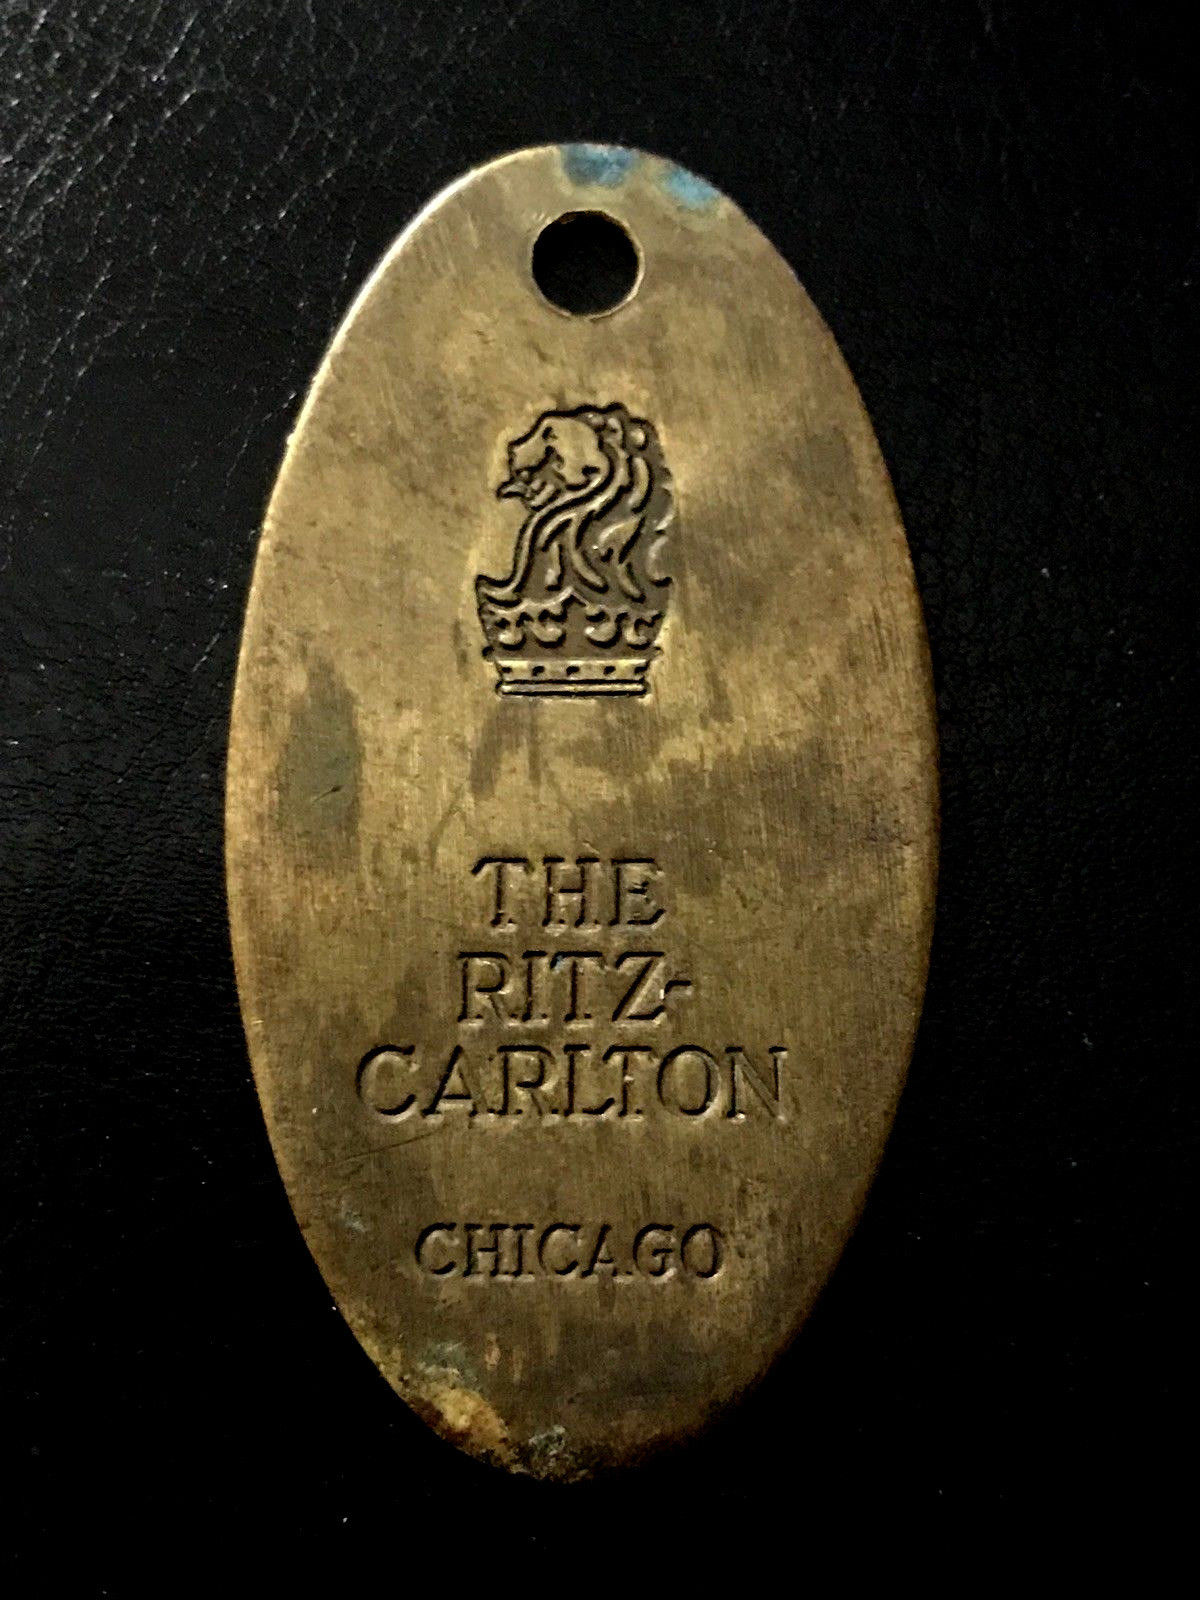 THE
RITZ-
CARLTON
CHICAGO